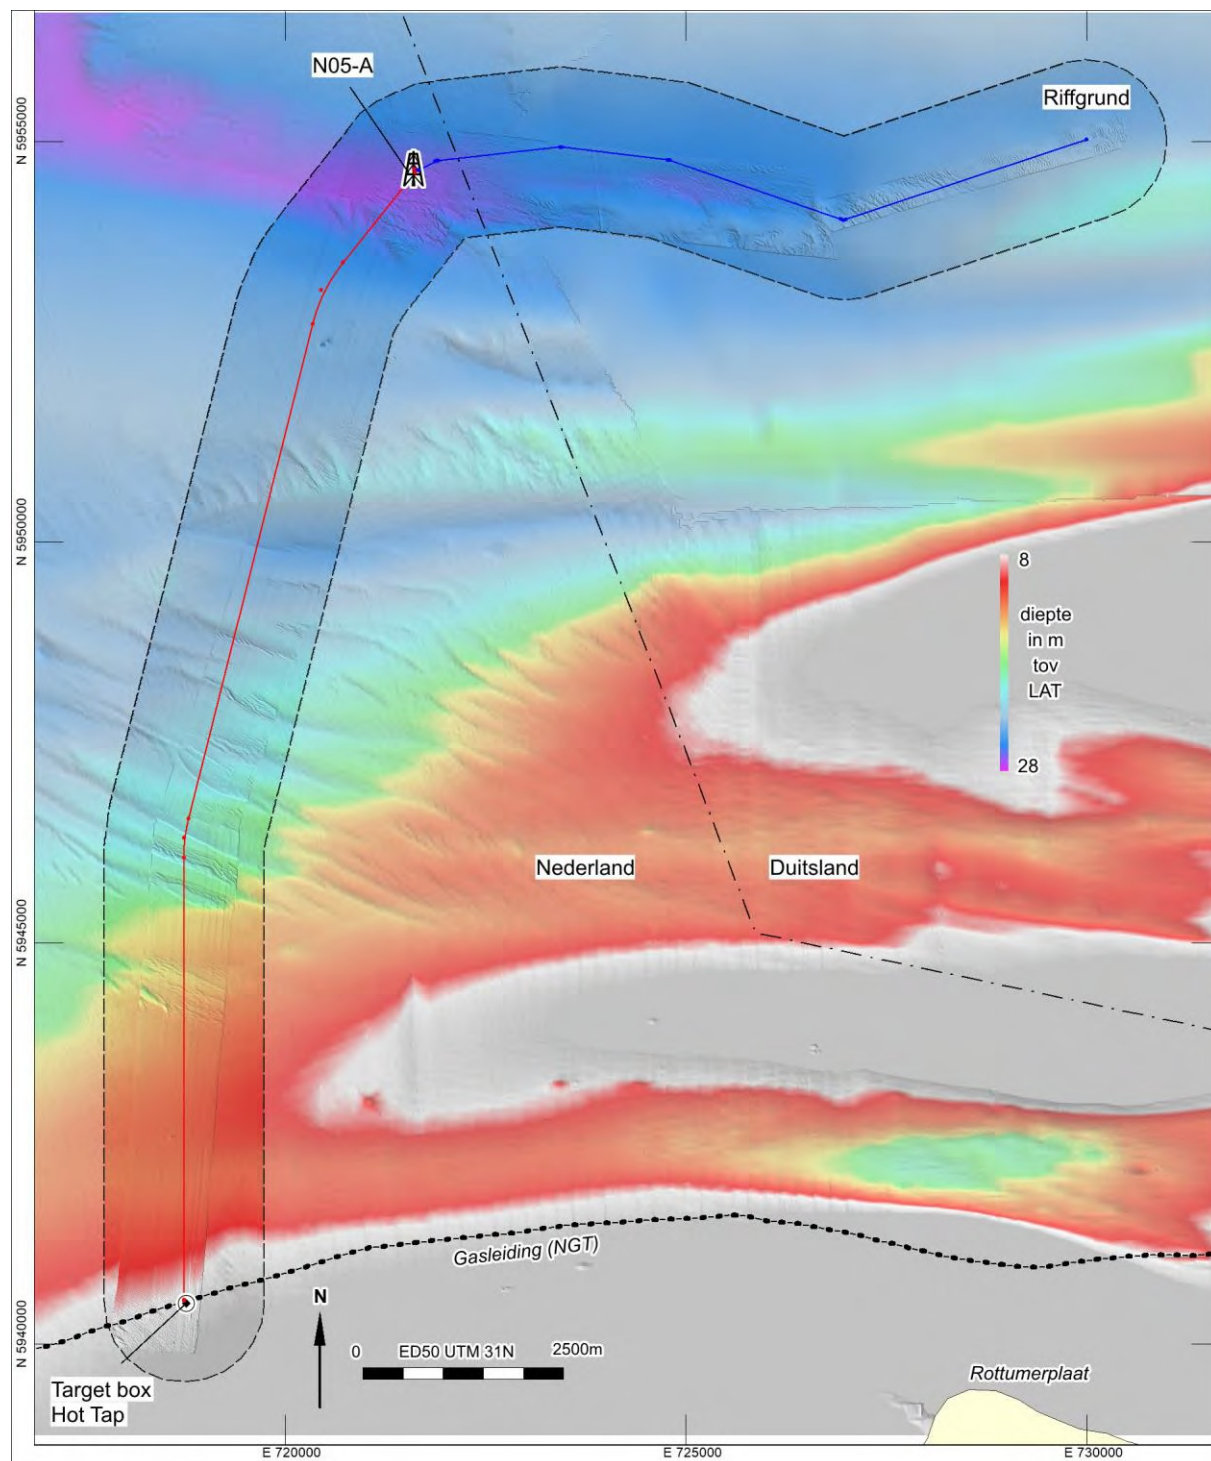 N05-A
Riffgrund
N 5955000
N 5950000
8
diepte
in m
tov
LAT
28
Nederland
Duitsland
N 5945000
Gasleiding (NGT)
N 5940000
N
0 ED50 UTM 31N 2500m
Target box
Hot Tap
Rottumerplaat
E 720000
E 725000
E 730000